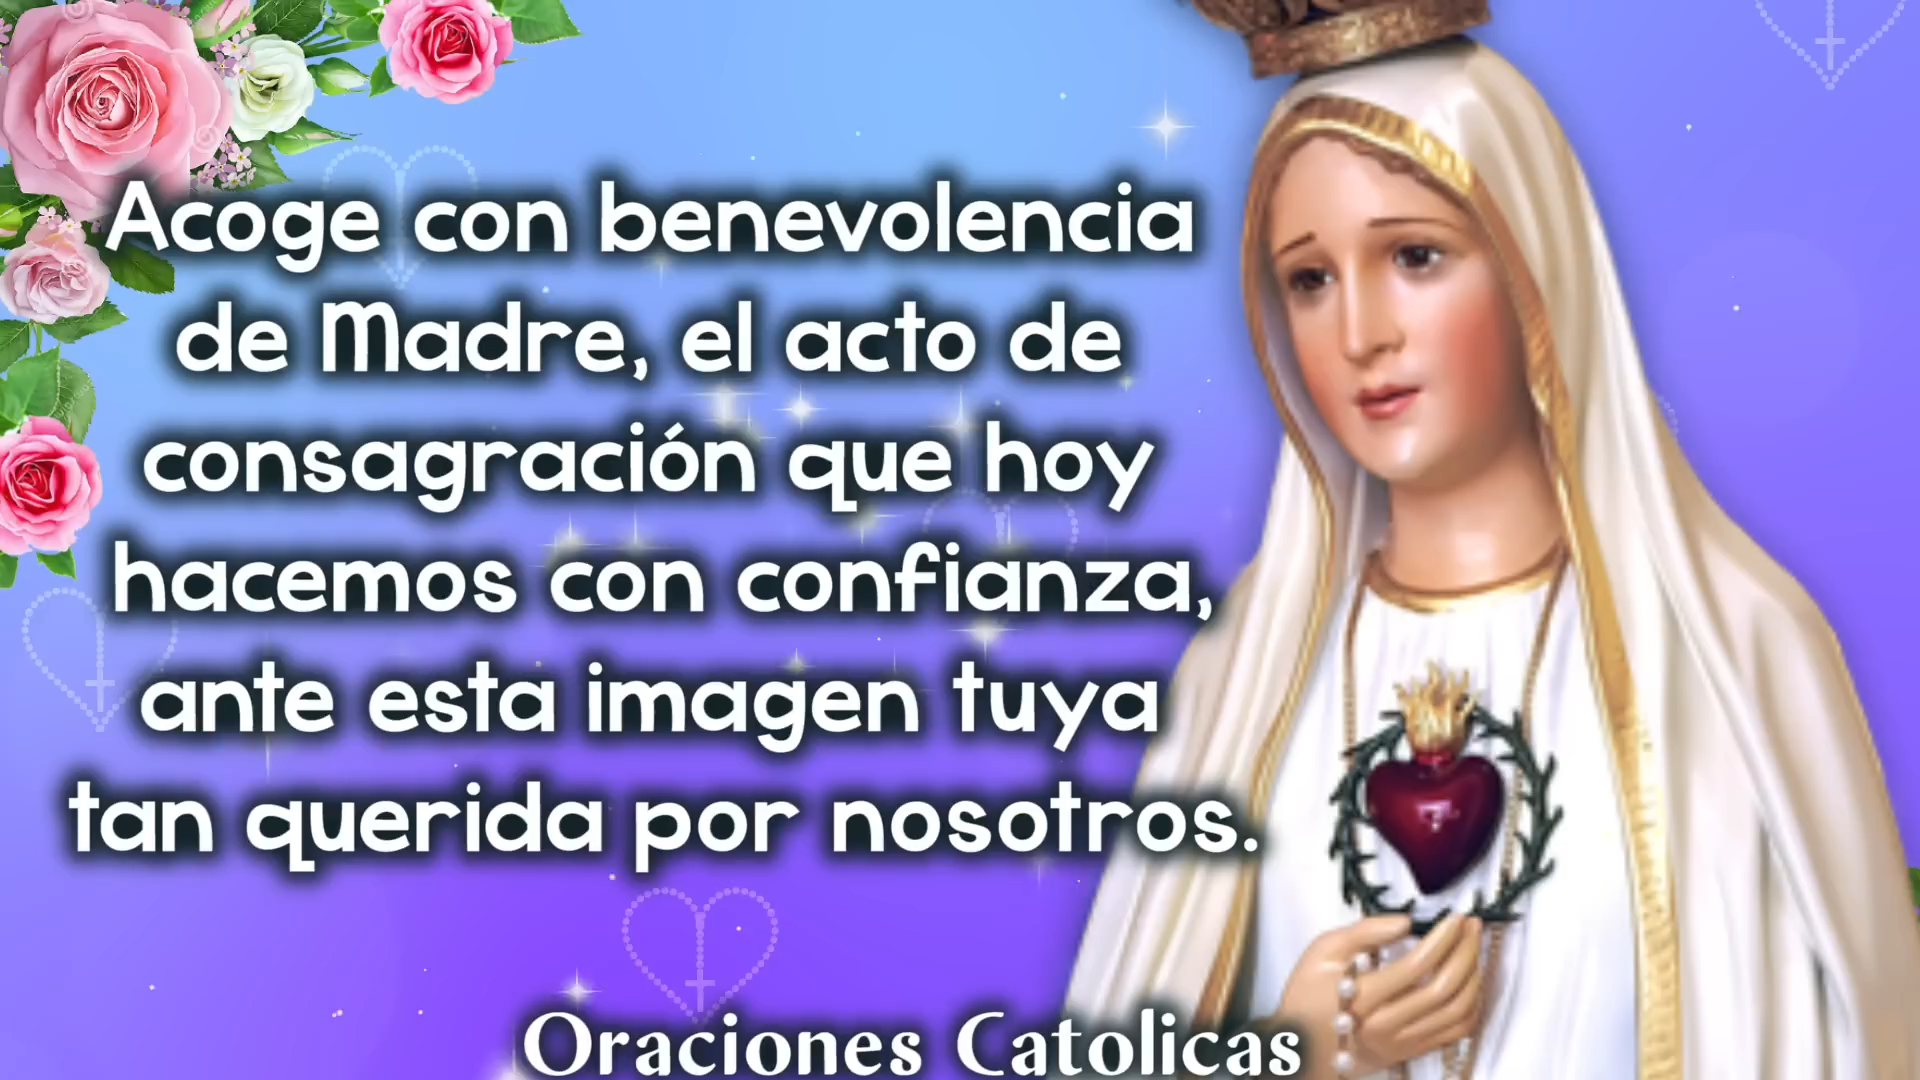 Acoge con benevolencia
de Madre, el acto de
consagración que hoy
hacemos con confianza,
ante esta imagen tuya
tan querida por nosotros.
Oraciones Catolicas